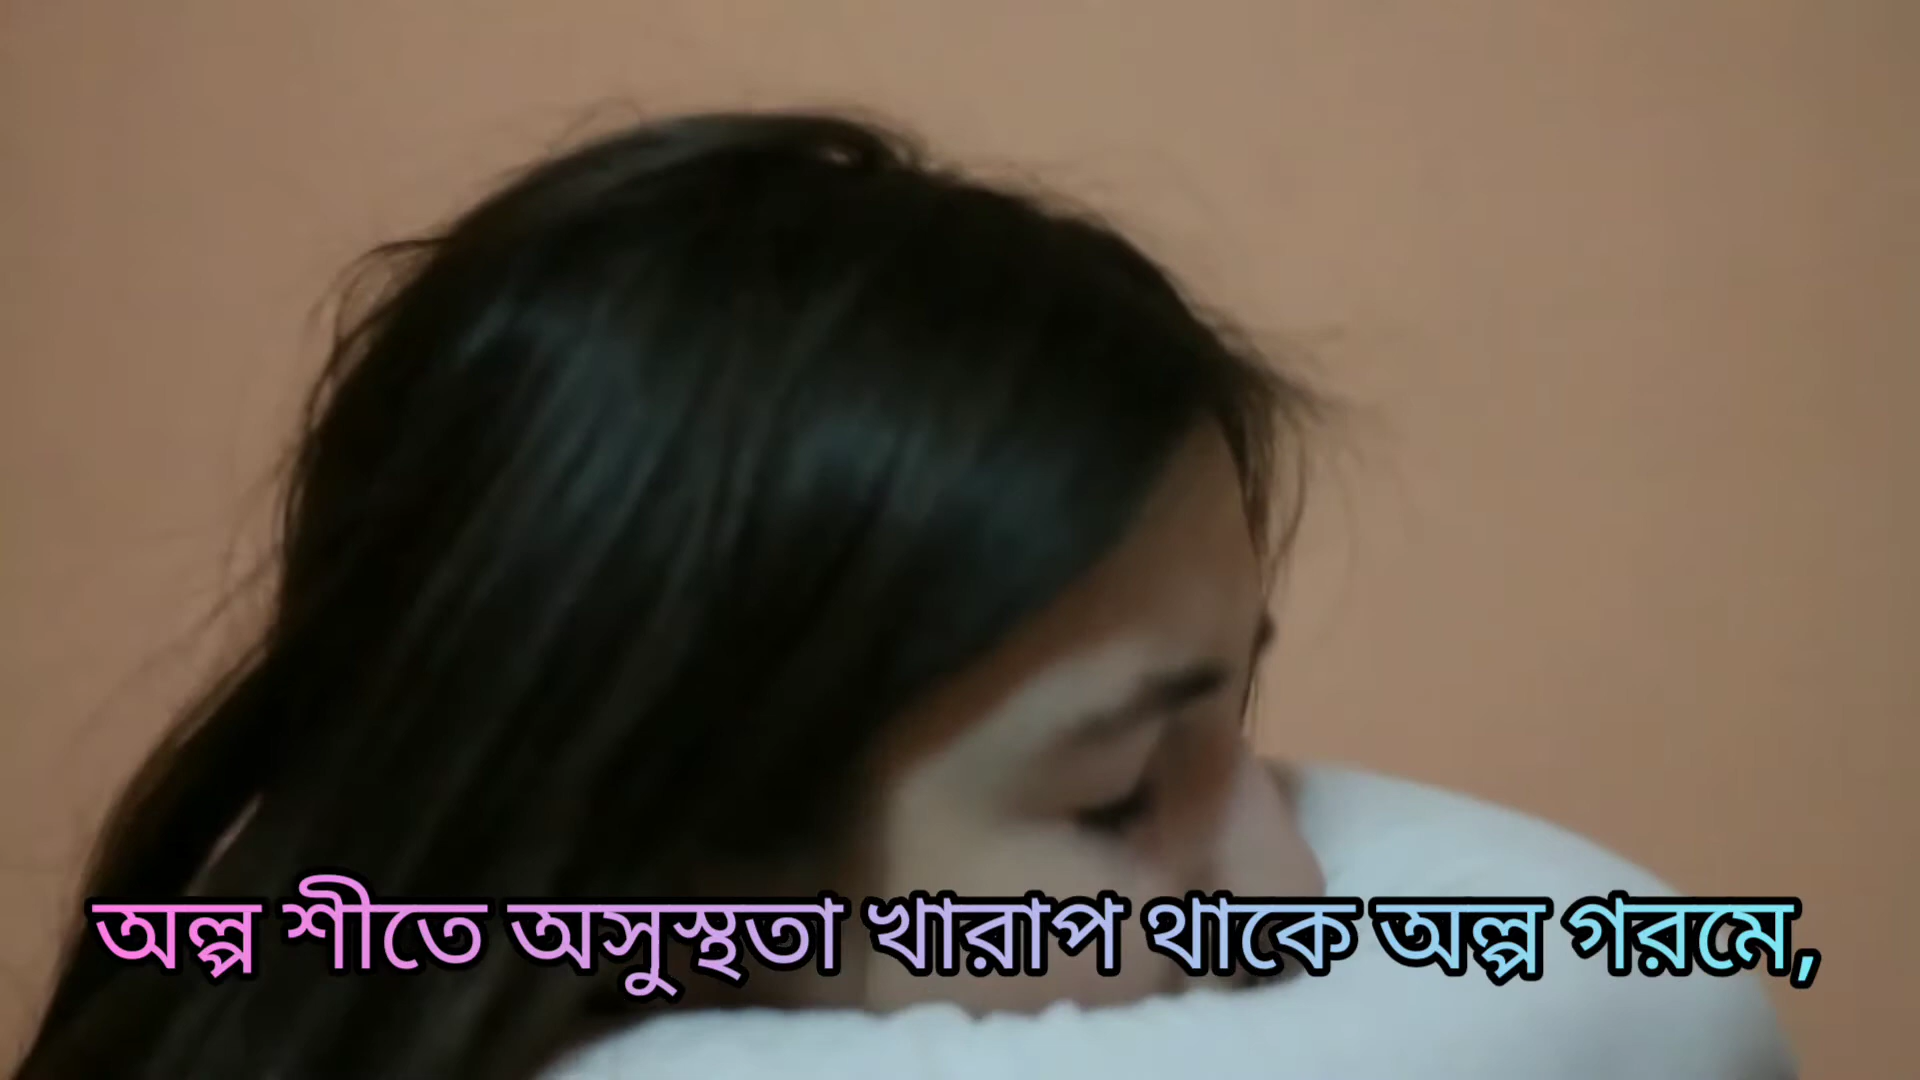 অল্প শীতে অসুস্থতা খারাপ থাকে অল্প গরমে,